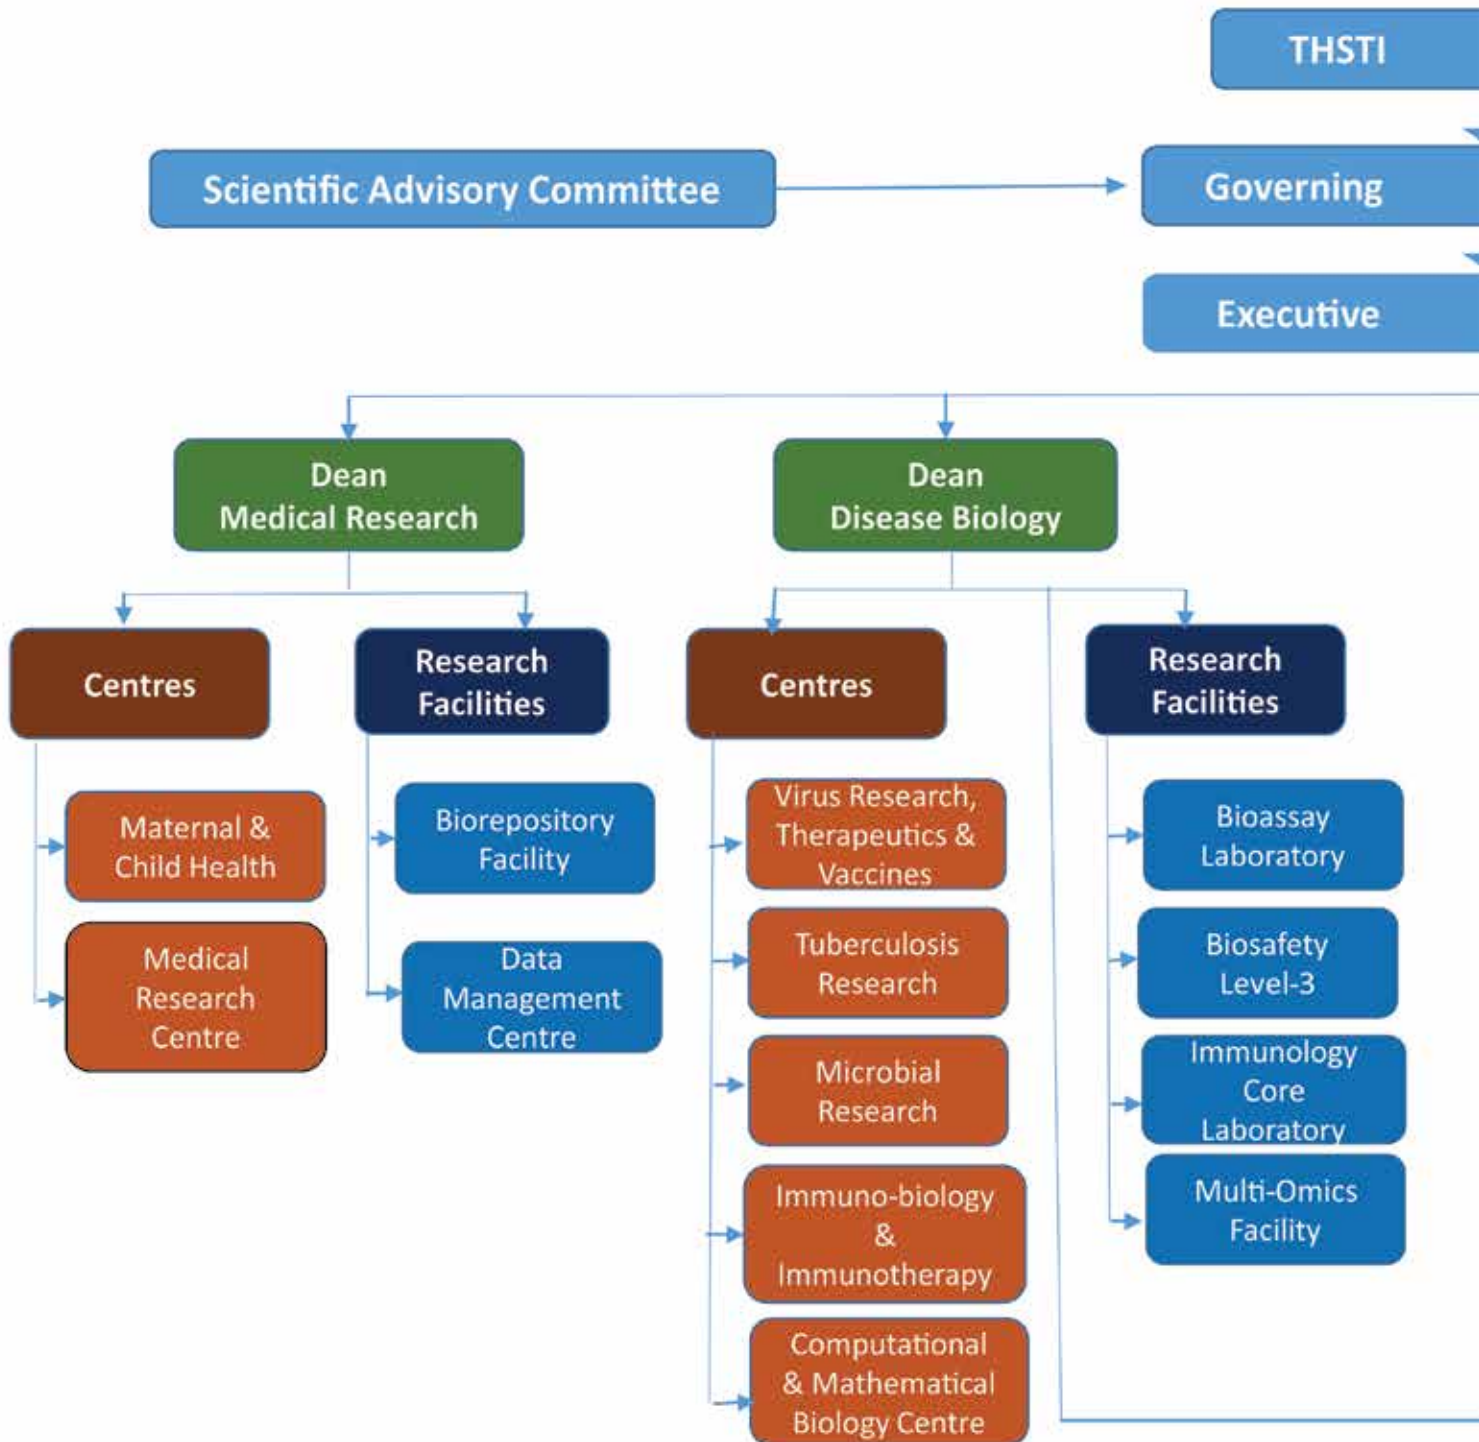 THSTI
Scientific Advisory Committee
Governing
Executive
Dean
Medical Research
Dean
Disease Biology
Centres
Research
Facilities
Centres
Research
Facilities
Maternal &
Child Health
Medical
Research
Centre
Biorepository
Facility
Data
Management
Centre
Virus Research,
Therapeutics &
Vaccines
Tuberculosis
Research
Microbial
Research
Immuno-biology
&
Immunotherapy
Computational
& Mathematical
Biology Centre
Bioassay
Laboratory
Biosafety
Level-3
Immunology
Core
Laboratory
Multi-Omics
Facility